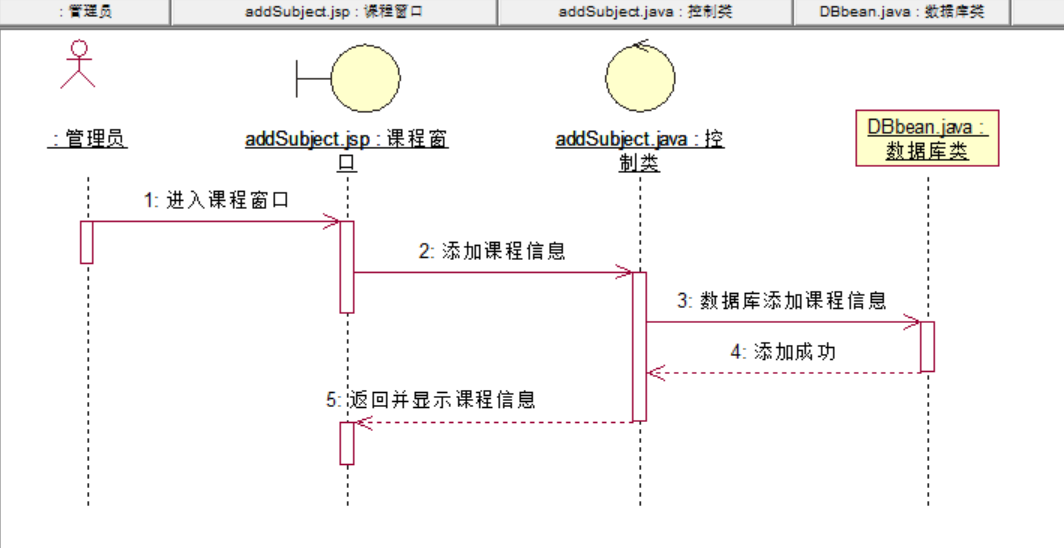 : 管理员
addSubject.jsp : 课程窗口
addSubject.java : 控制类
DBbean.java : 数据库类
: 管理员
addSubject.jsp : 课程窗
口
addSubject.java : 控
制类
DBbean.java :
数据库类
1: 进入课程窗口
2: 添加课程信息
3: 数据库添加课程信息
4: 添加成功
5: 返回并显示课程信息